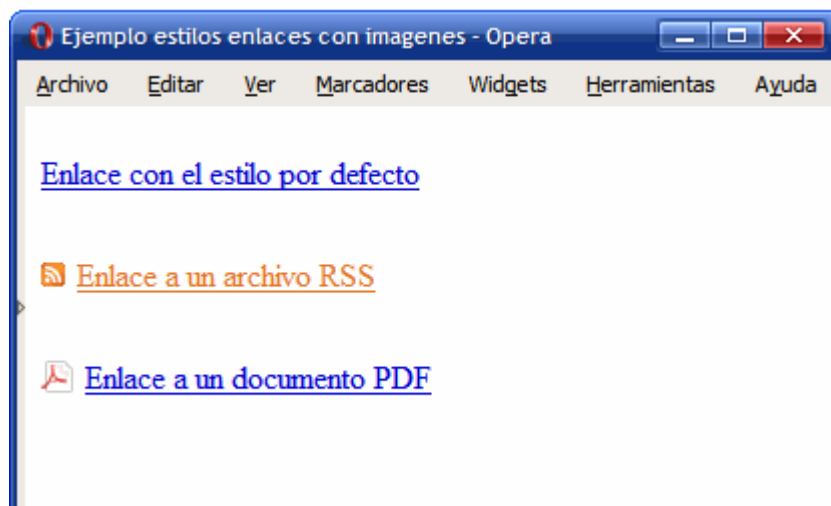 Ejemplo estilos enlaces con imagenes - Opera
Archivo Editar Ver Marcadores Widgets Herramientas Ayuda
Enlace con el estilo por defecto
Enlace a un archivo RSS
Enlace a un documento PDF